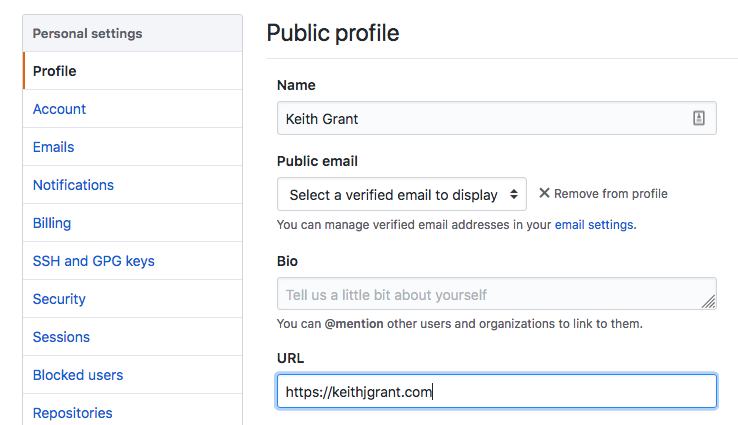 Personal settings
Profile
Account
Emails
Notifications
Billing
SSH and GPG keys
Security
Sessions
Blocked users
Repositories
Public profile
Name
Keith Grant
Public email
Select a verified email to display
Remove from profile
You can manage verified email addresses in your email settings.
Bio
Tell us a little bit about yourself
You can @mention other users and organizations to link to them.
URL
https://keithjgrant.com